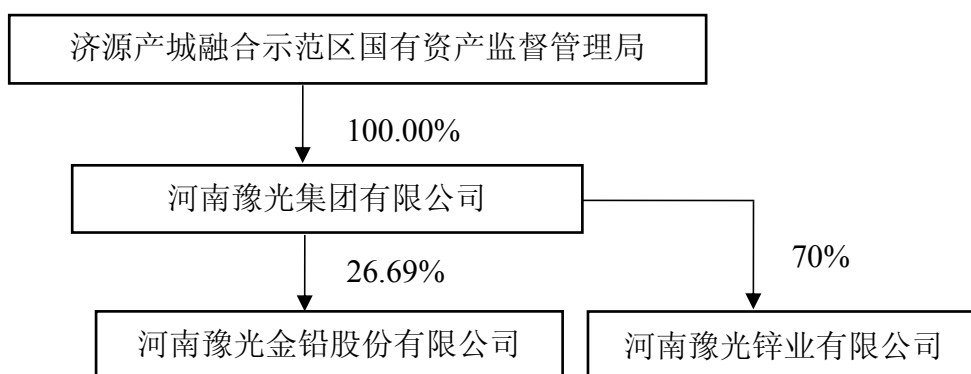 济源产城融合示范区国有资产监督管理局
100.00%
河南豫光集团有限公司
26.69%
70%
河南豫光金铅股份有限公司
河南豫光锌业有限公司